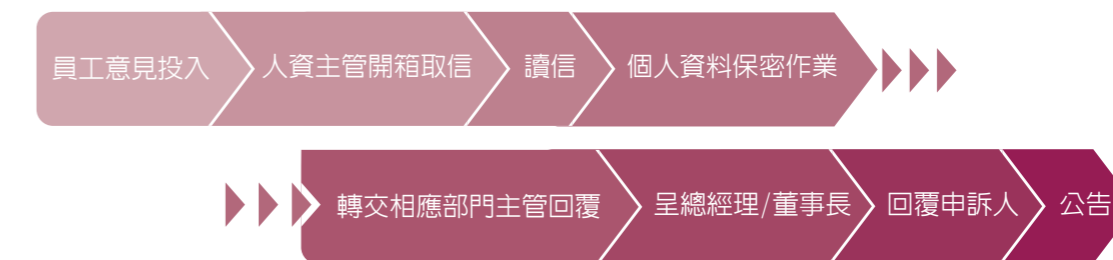 員工意見投入
人資主管開箱取信
讀信
個人資料保密作業
轉交相應部門主管回覆
呈總經理/董事長
回覆申訴人
公告